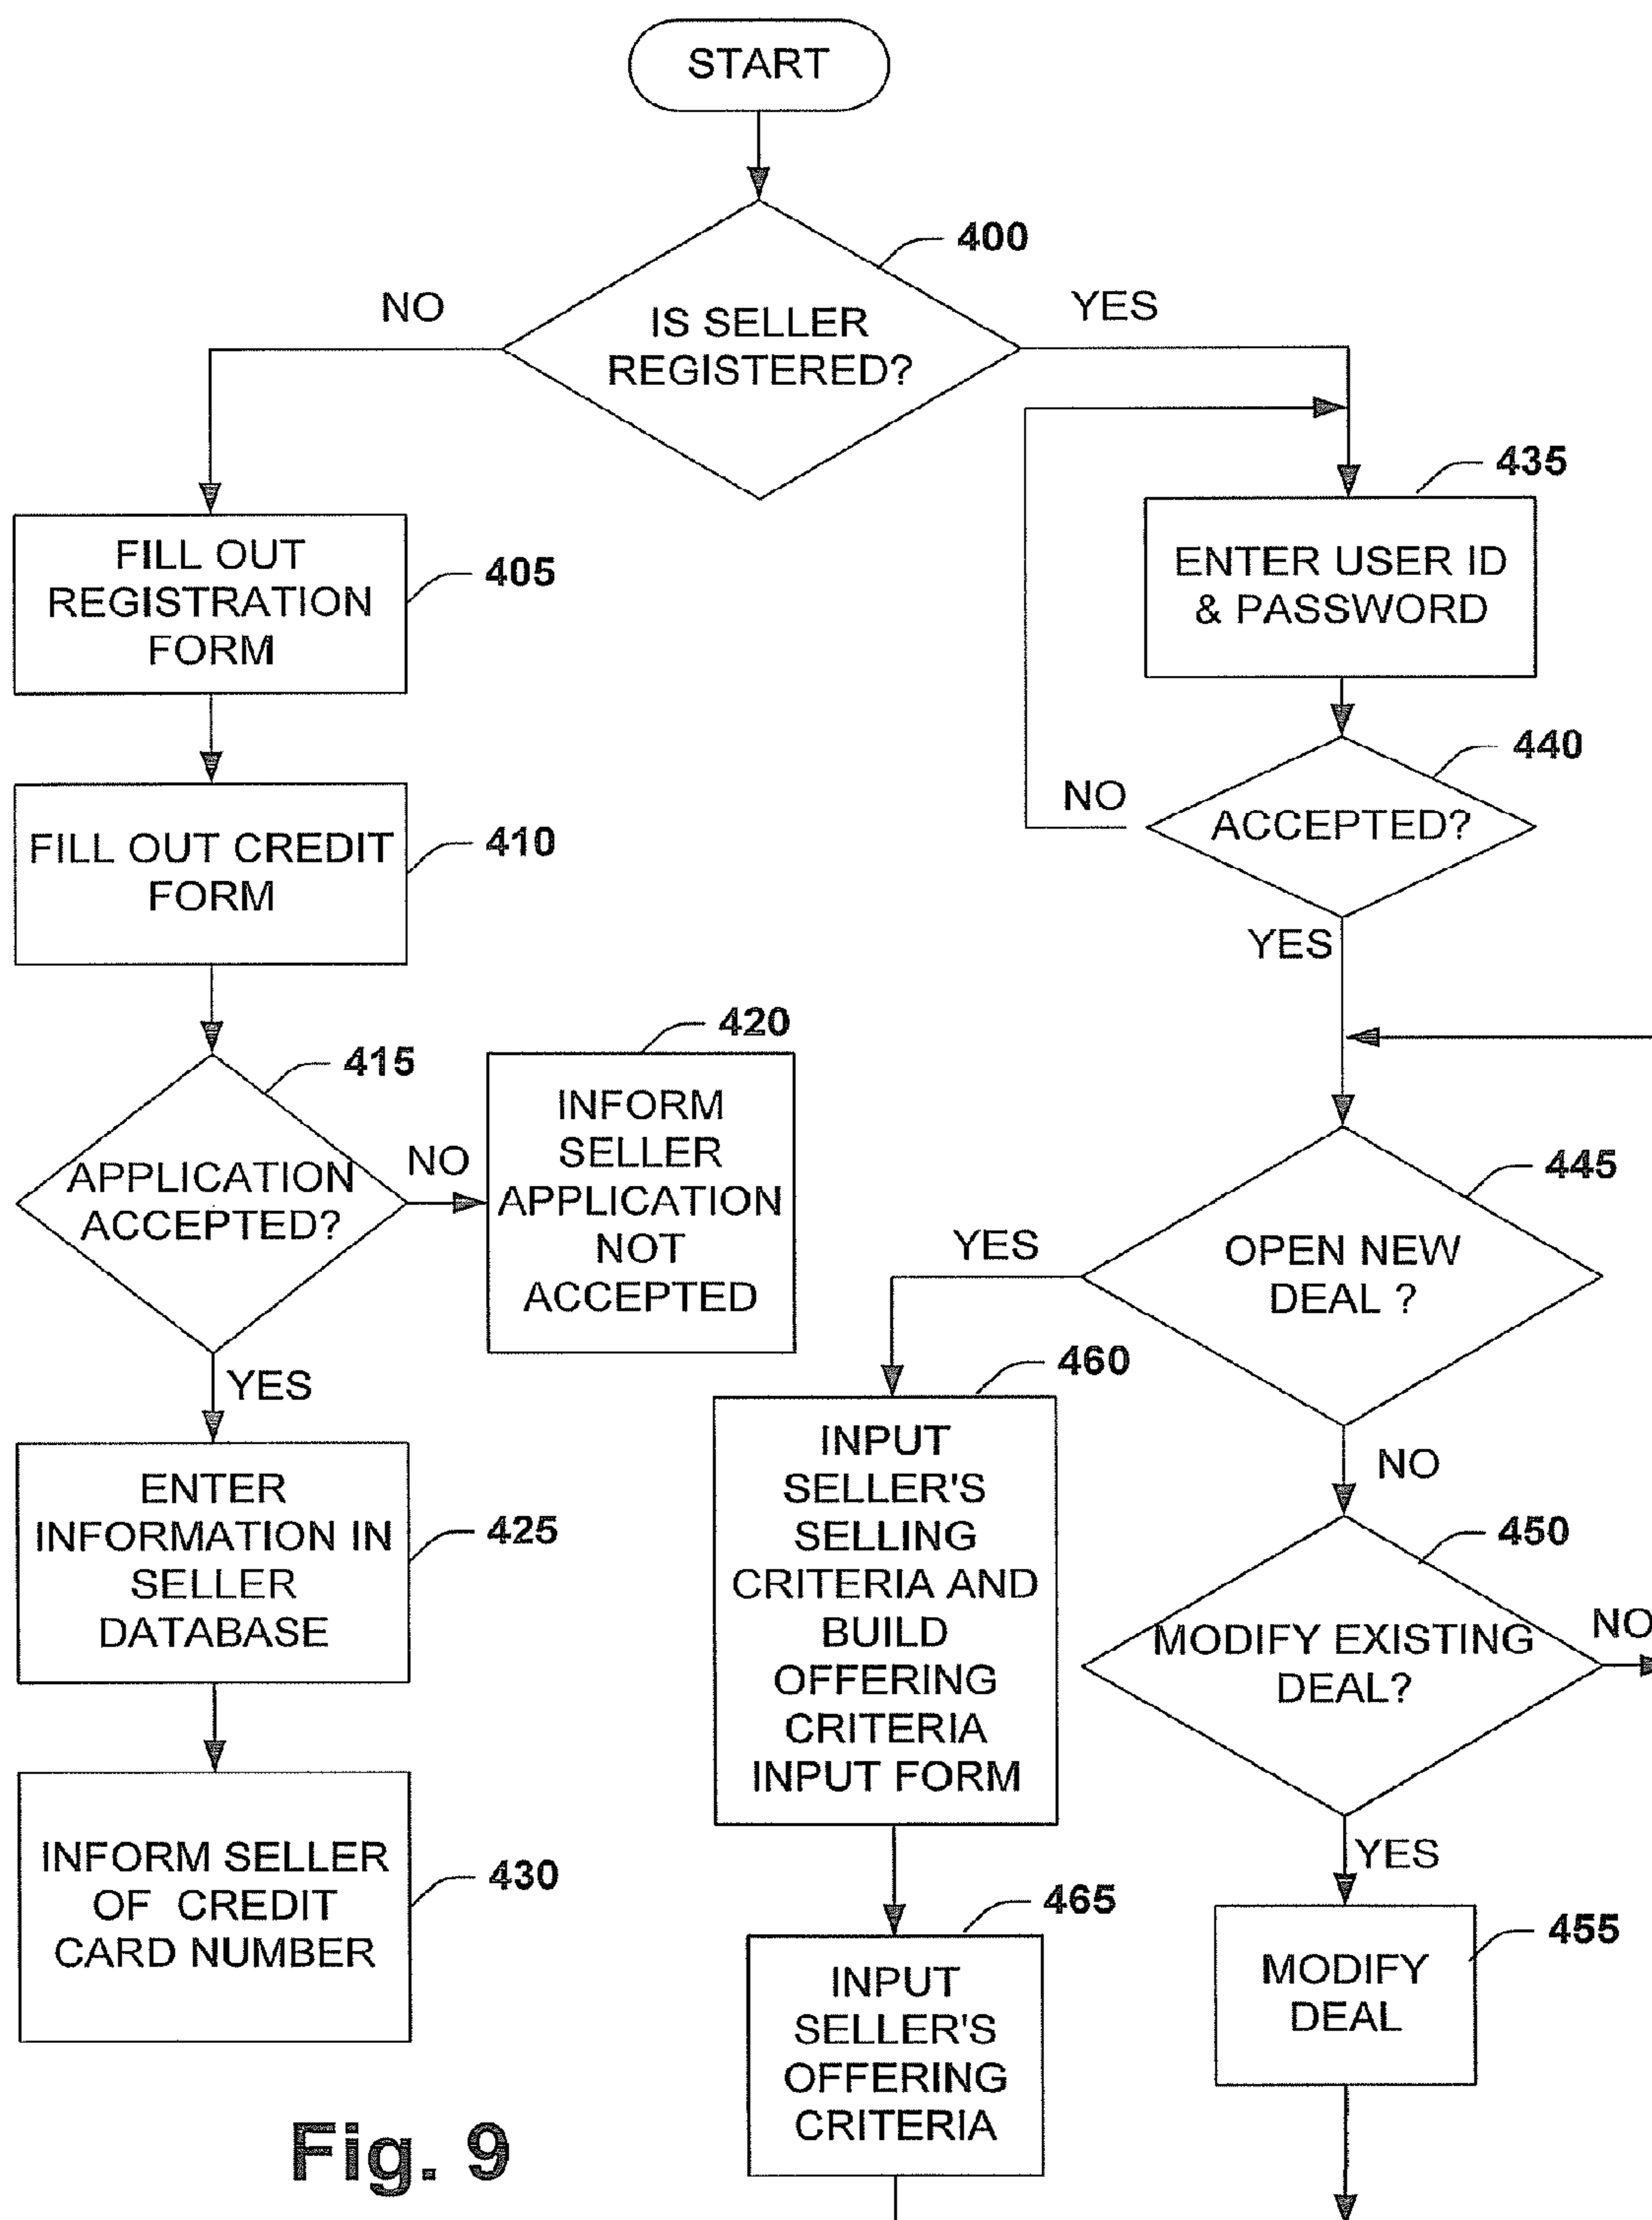 START
400
NO
YES
IS SELLER
REGISTERED?
435
FILL OUT
REGISTRATION
FORM
405
ENTER USER ID
& PASSWORD
440
NO
ACCEPTED?
FILL OUT CREDIT
FORM
410
YES
420
415
INFORM
SELLER
APPLICATION
NOT
ACCEPTED
APPLICATION
ACCEPTED?
NO
445
YES
OPEN NEW
DEAL ?
460
YES
NO
INPUT
SELLER'S
SELLING
CRITERIA AND
BUILD
OFFERING
CRITERIA
INPUT FORM
ENTER
INFORMATION IN
SELLER
DATABASE
425
450
NO
MODIFY EXISTING
DEAL?
YES
INFORM SELLER
OF CREDIT
CARD NUMBER
430
465
455
MODIFY
DEAL
INPUT
SELLER'S
OFFERING
CRITERIA
Fig. 9